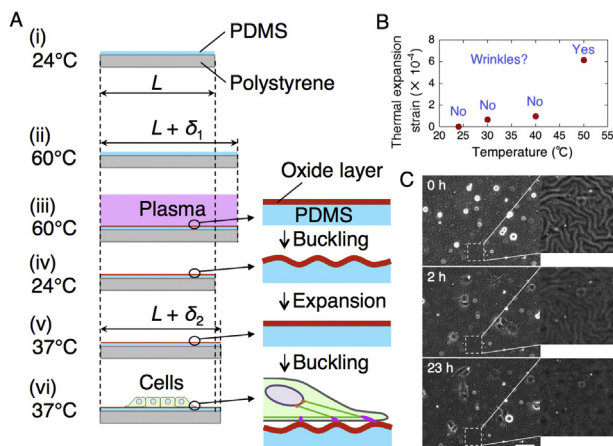 A
(i)
24°C
PDMS
Polystyrene
L
(ii)
60°C
L + δ1
(iii)
60°C
Plasma
Oxide layer
PDMS
Buckling
(iv)
24°C
Expansion
(v)
37°C
L + δ2
Buckling
(vi)
37°C
Cells
B
Thermal expansion
strain (× 10-4)
8
6
4
2
0
Wrinkles?
No
No
No
Yes
20 25 30 35 40 45 50 55
Temperature (°C)
C
0 h
2 h
23 h